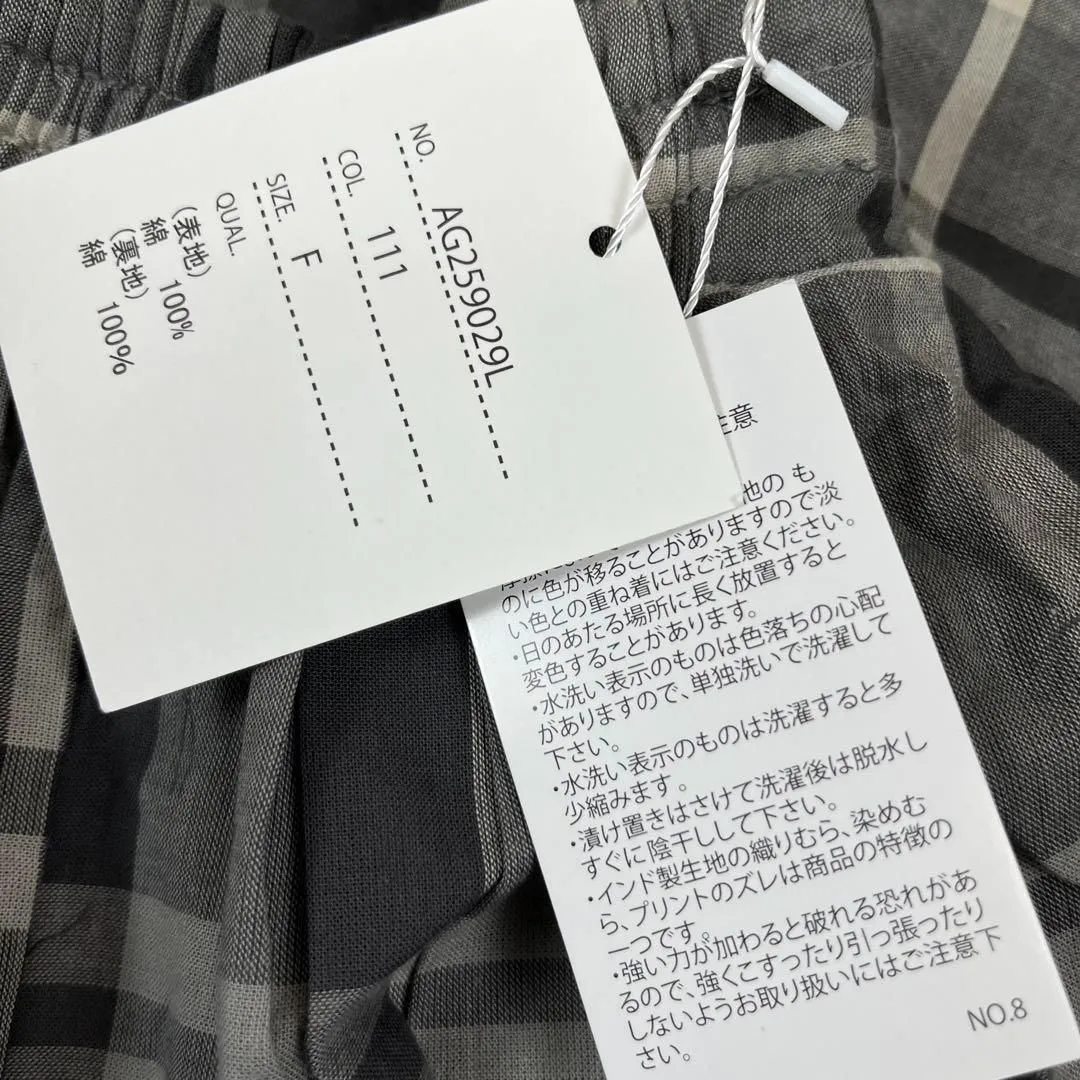 NO. AG259029L
COL. 111
SIZE. F
QUAL.
(表地)
綿 100%
(裏地)
綿 100%
注意
地のも
のに色が移ることがありますので淡
い色との重ね着にはご注意ください。
・日のあたる場所に長く放置すると
変色することがあります。
・水洗い表示のものは色落ちの心配
がありますので、単独洗いで洗濯して
下さい。
・水洗い表示のものは洗濯すると多
少縮みます。
・漬け置きはさけて洗濯後は脱水し
すぐに陰干しして下さい。
・インド製生地の織りむら、染めむ
ら、プリントのズレは商品の特徴の
一つです。
・強い力が加わると破れる恐れがあ
るので、強くこすったり引っ張ったり
しないようお取り扱いにはご注意下
さい。
NO.8